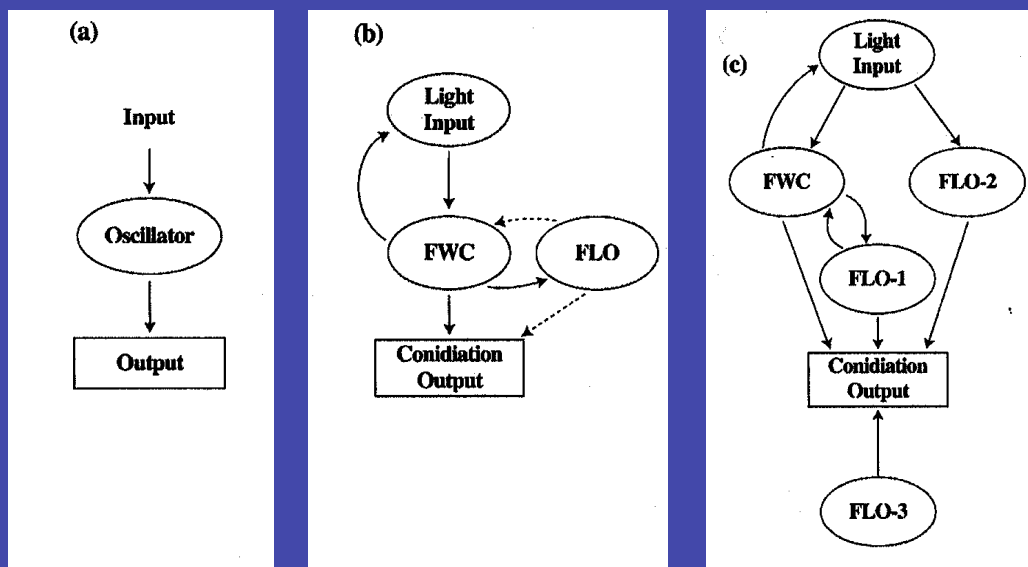 (a)
Input
Oscillator
Output
(b)
Light
Input
FWC
FLO
Conidiation
Output
(c)
Light
Input
FWC
FLO-2
FLO-1
Conidiation
Output
FLO-3